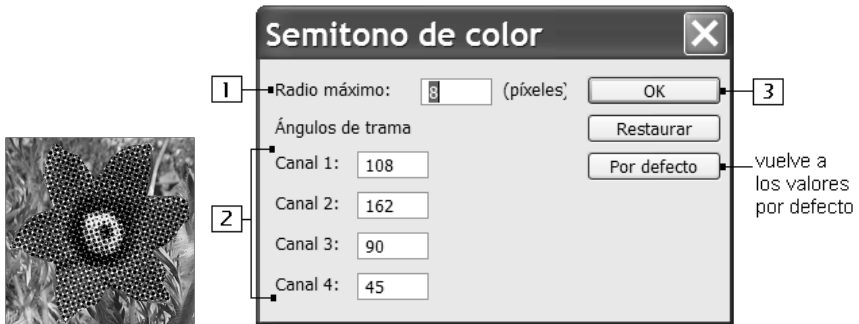 Semitono de color
1
Radio máximo: 8 (píxeles)
OK
3
Ángulos de trama
Restaurar
Canal 1: 108
Por defecto
vuelve a
los valores
por defecto
2
Canal 2: 162
Canal 3: 90
Canal 4: 45